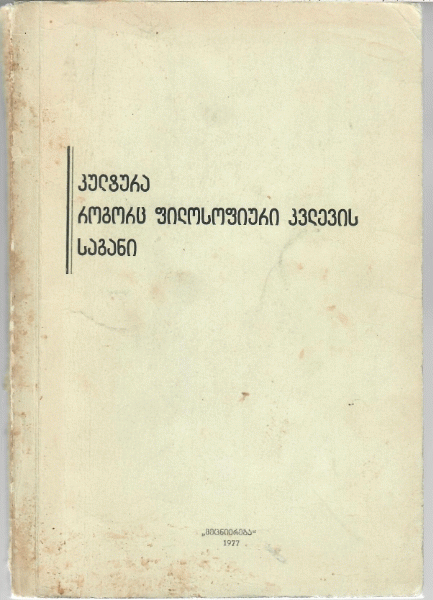 კულტურა
როგორც ფილოსოფიური კვლევის
საგანი
„მეცნიერება“
1977